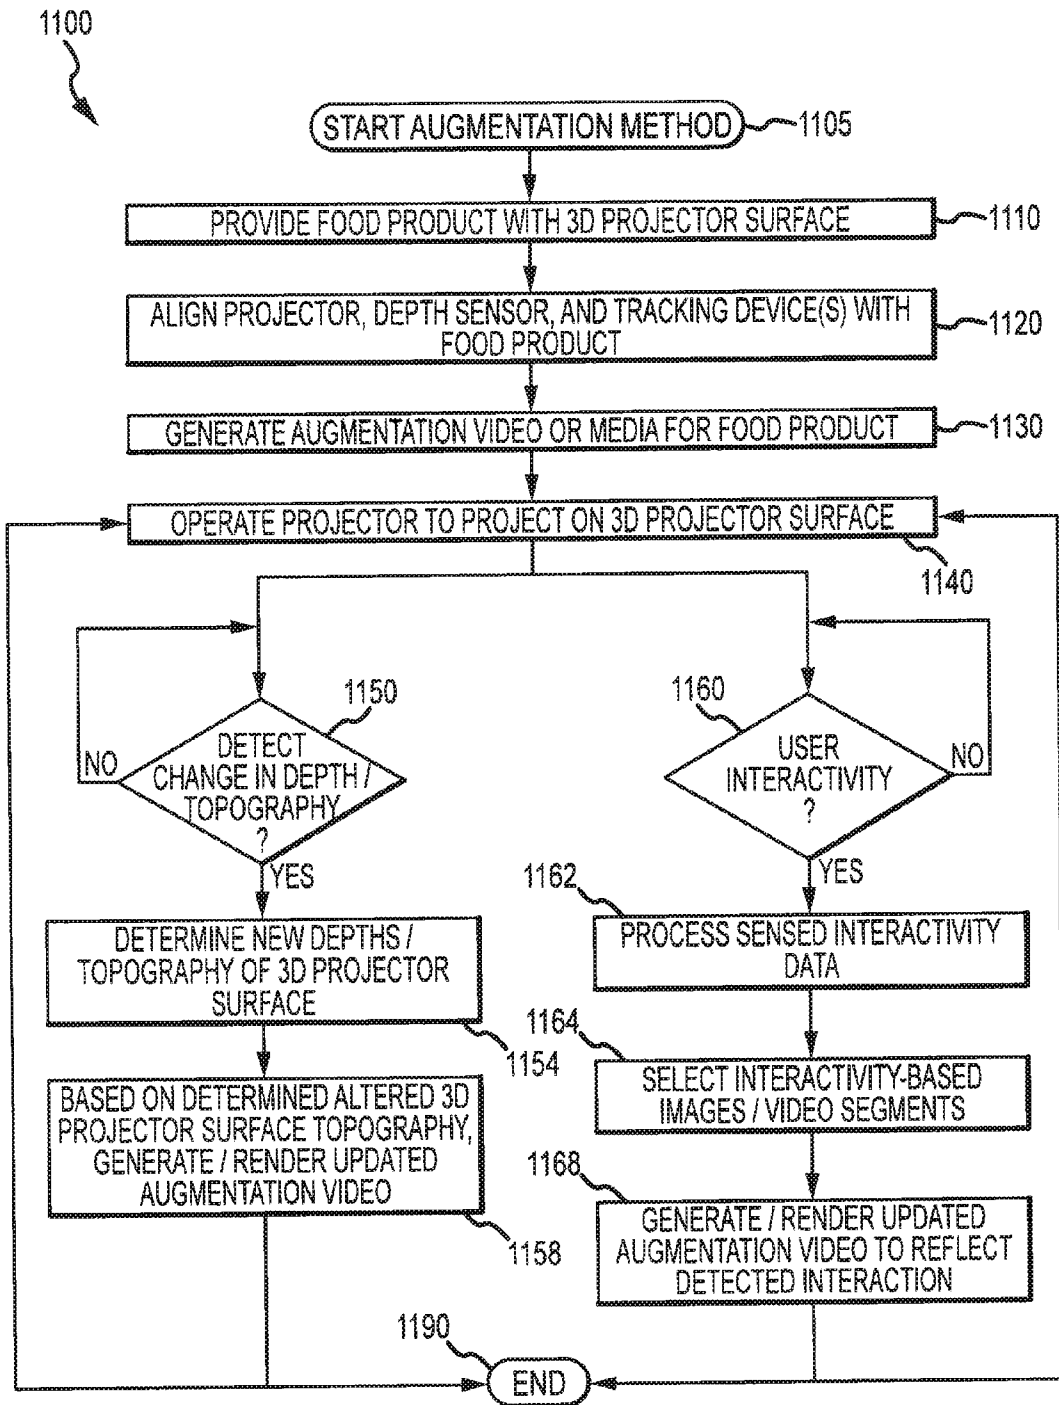 1100
START AUGMENTATION METHOD
1105
PROVIDE FOOD PRODUCT WITH 3D PROJECTOR SURFACE
1110
ALIGN PROJECTOR, DEPTH SENSOR, AND TRACKING DEVICE(S) WITH
FOOD PRODUCT
1120
GENERATE AUGMENTATION VIDEO OR MEDIA FOR FOOD PRODUCT
1130
OPERATE PROJECTOR TO PROJECT ON 3D PROJECTOR SURFACE
1140
1150
DETECT
CHANGE IN DEPTH /
TOPOGRAPHY
?
NO
YES
DETERMINE NEW DEPTHS /
TOPOGRAPHY OF 3D PROJECTOR
SURFACE
1154
BASED ON DETERMINED ALTERED 3D
PROJECTOR SURFACE TOPOGRAPHY,
GENERATE / RENDER UPDATED
AUGMENTATION VIDEO
1158
1160
USER
INTERACTIVITY
?
NO
YES
1162
PROCESS SENSED INTERACTIVITY
DATA
1164
SELECT INTERACTIVITY-BASED
IMAGES / VIDEO SEGMENTS
1168
GENERATE / RENDER UPDATED
AUGMENTATION VIDEO TO REFLECT
DETECTED INTERACTION
1190
END